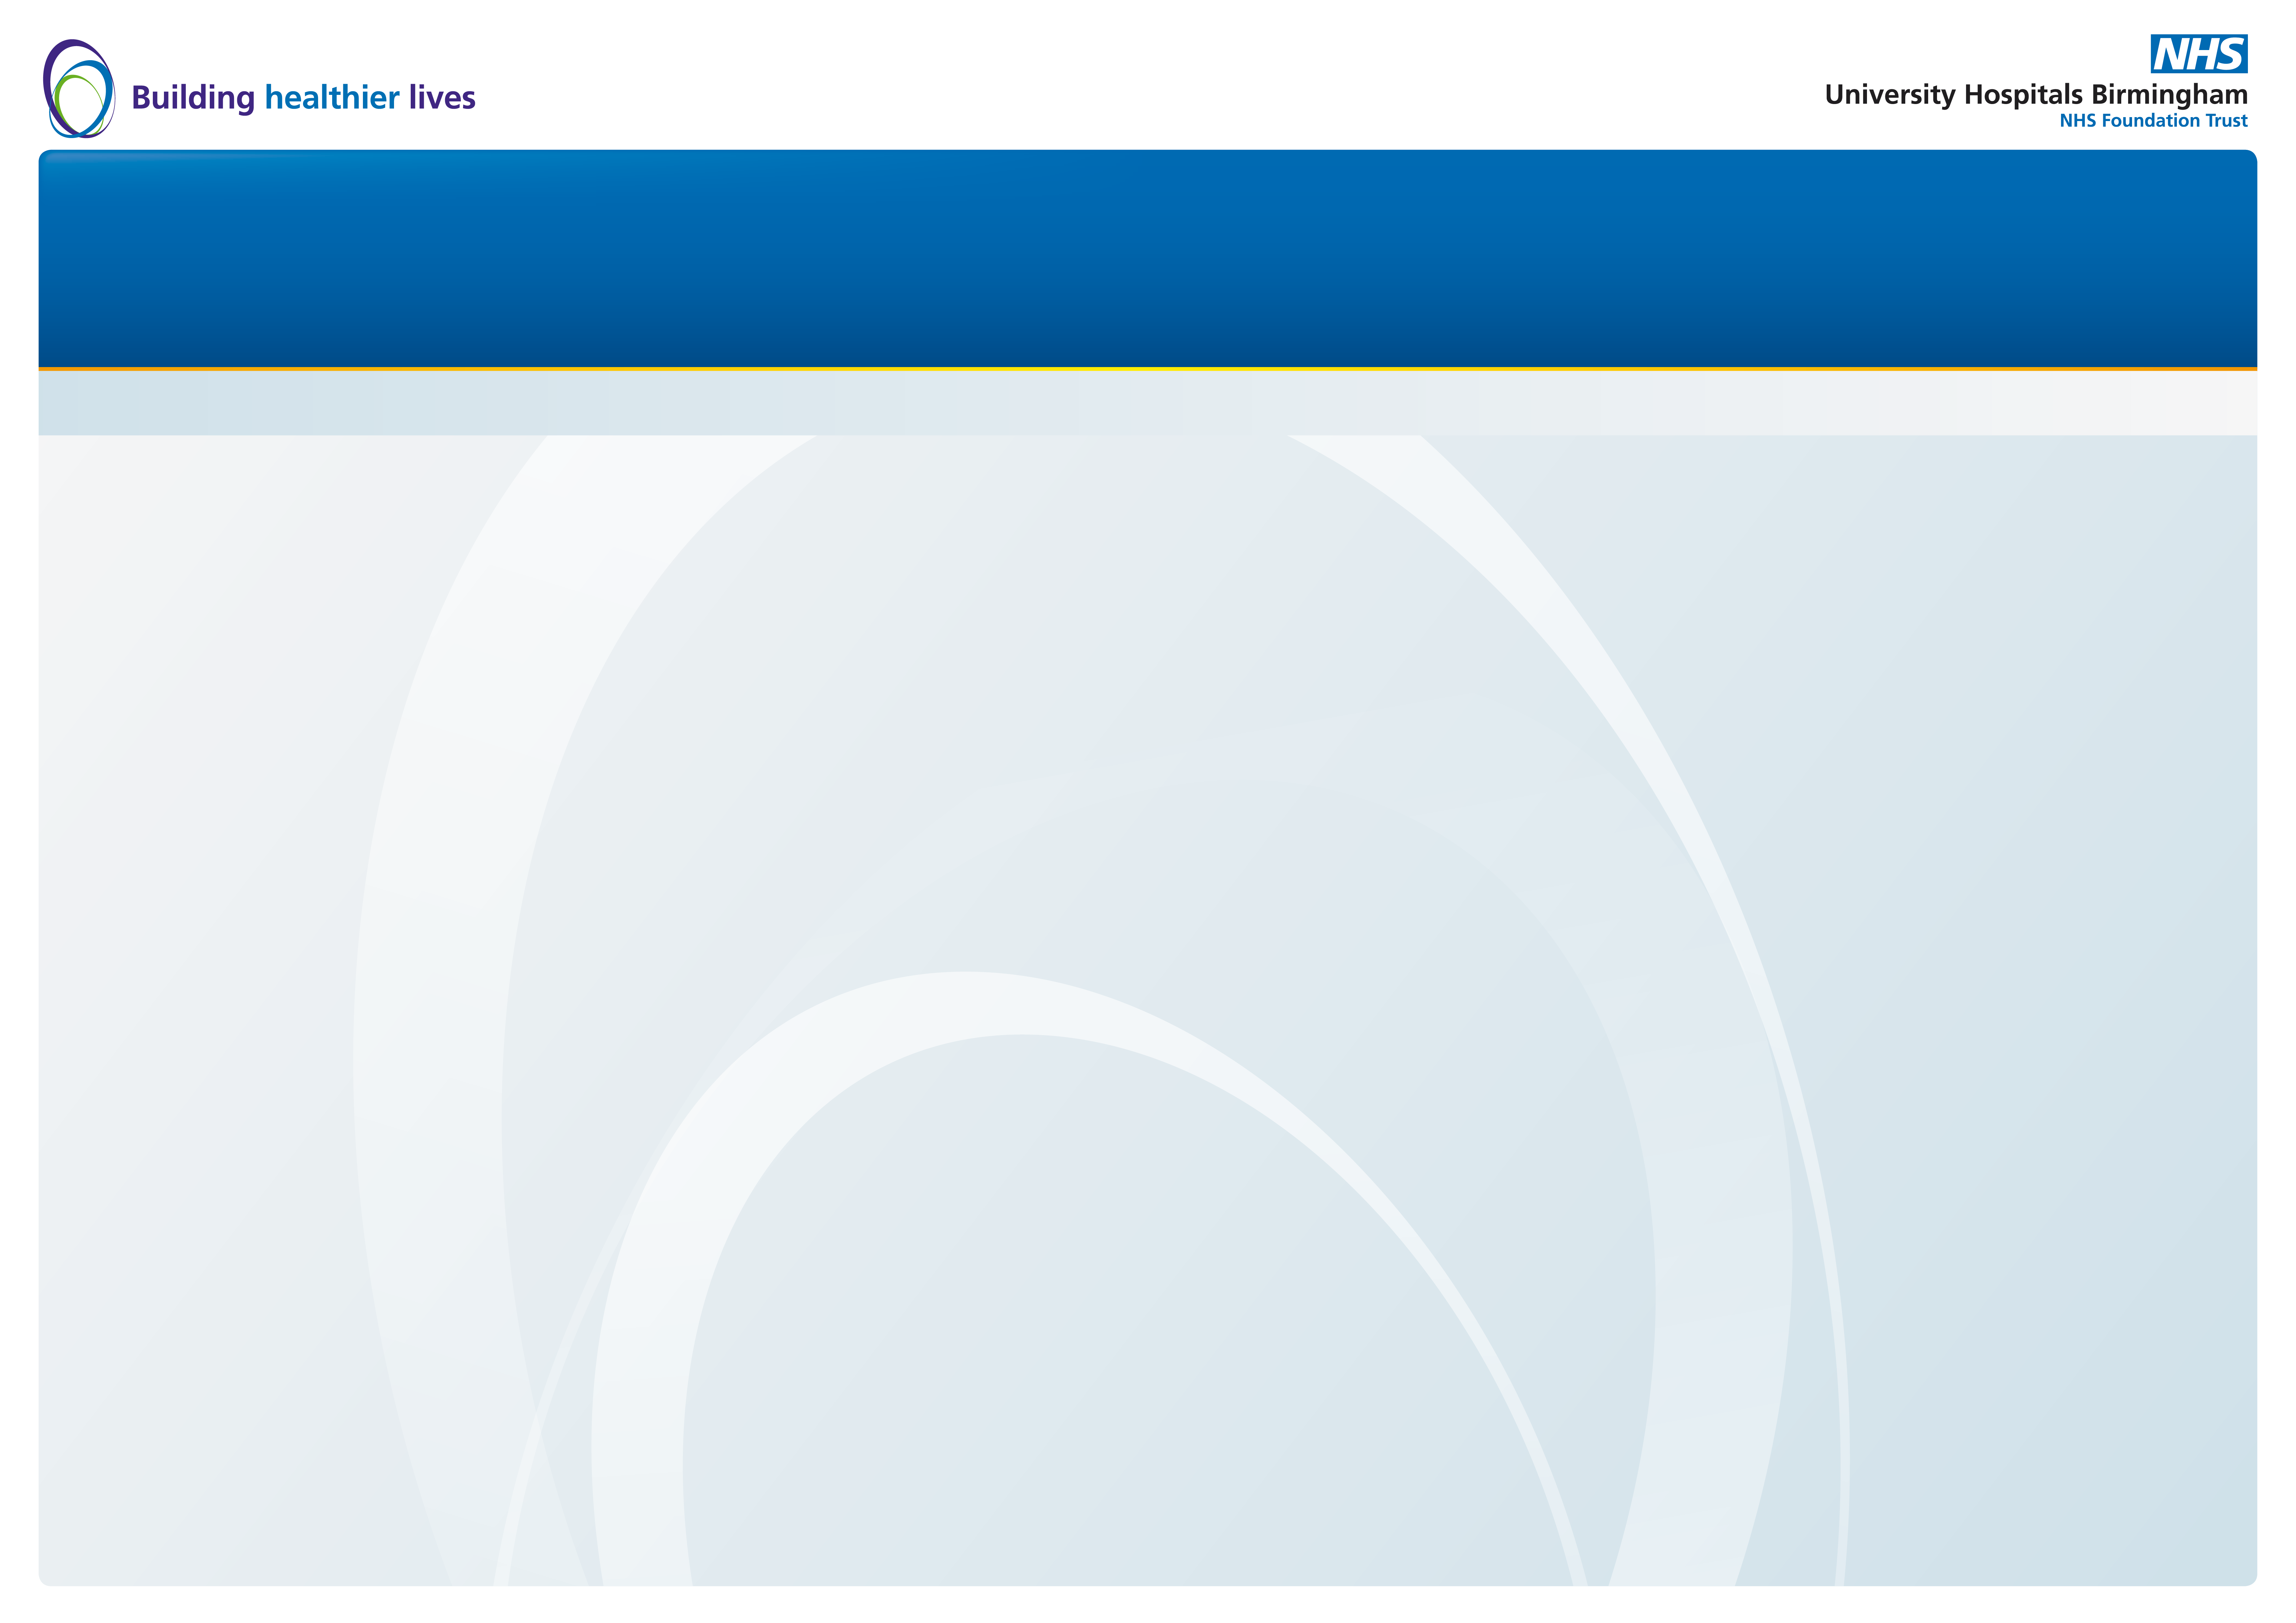 Building healthier lives
NHS
University Hospitals Birmingham
NHS Foundation Trust